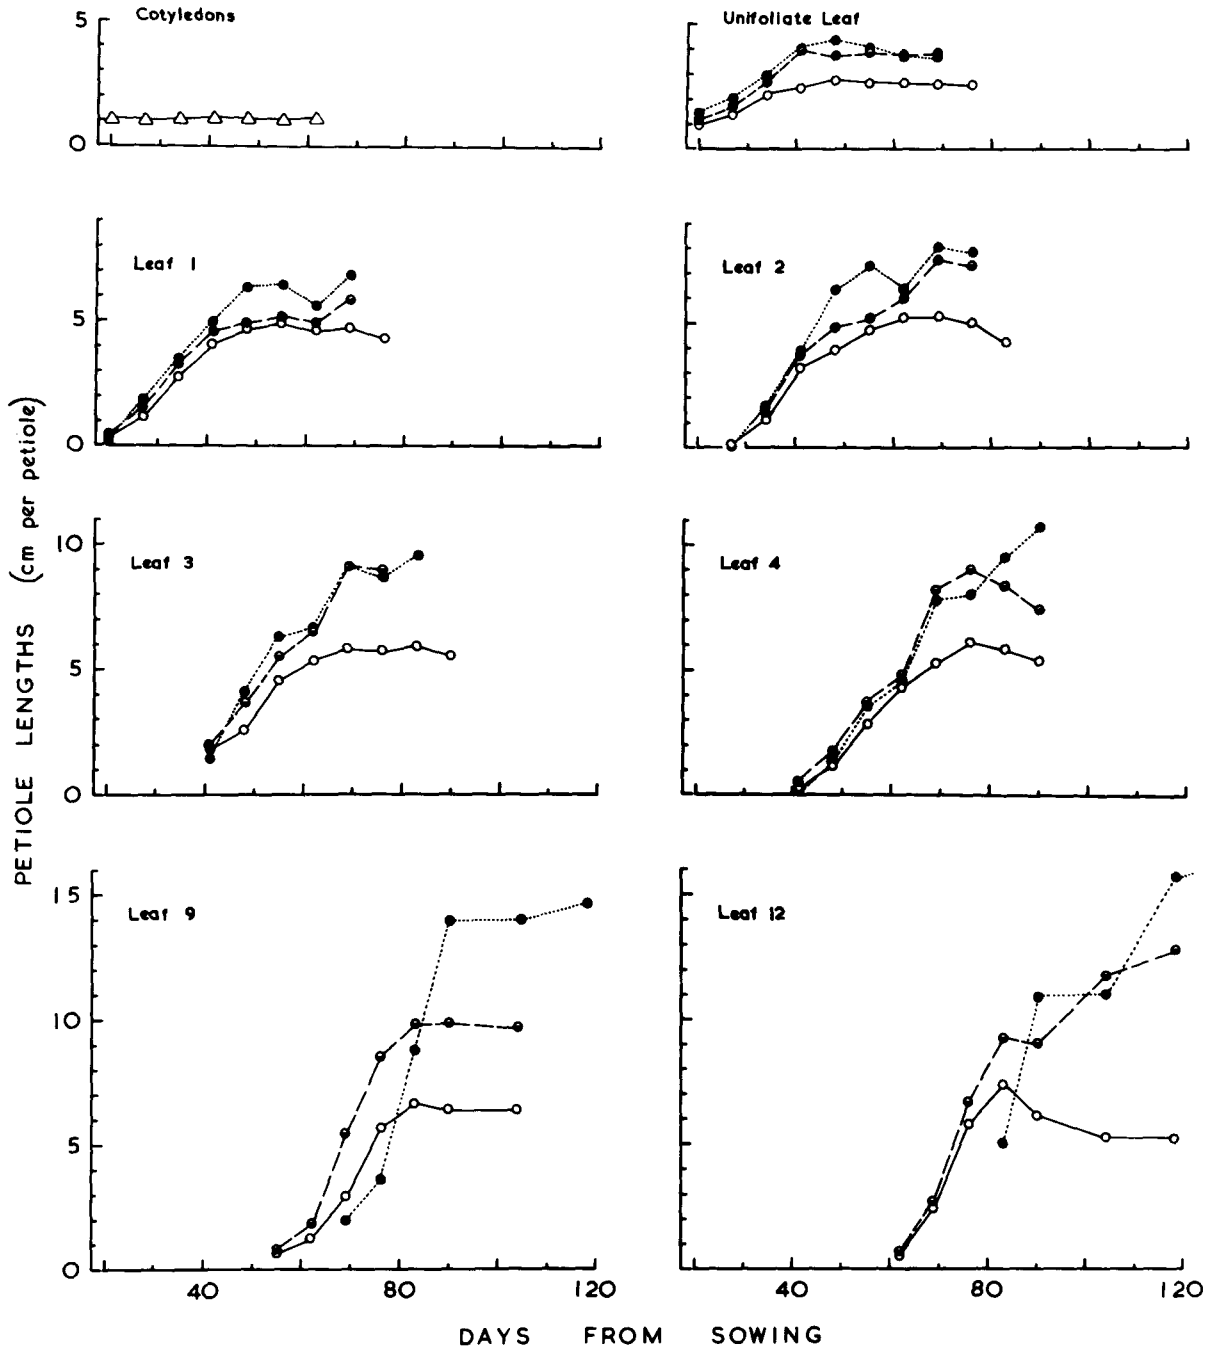 Cotyledons
Unifoliate Leaf
5
0
Leaf 1
Leaf 2
5
0
Leaf 3
Leaf 4
10
5
0
Leaf 9
Leaf 12
15
10
5
0
40 80 120
40 80 120
PETIOLE LENGTHS (cm per petiole)
DAYS FROM SOWING